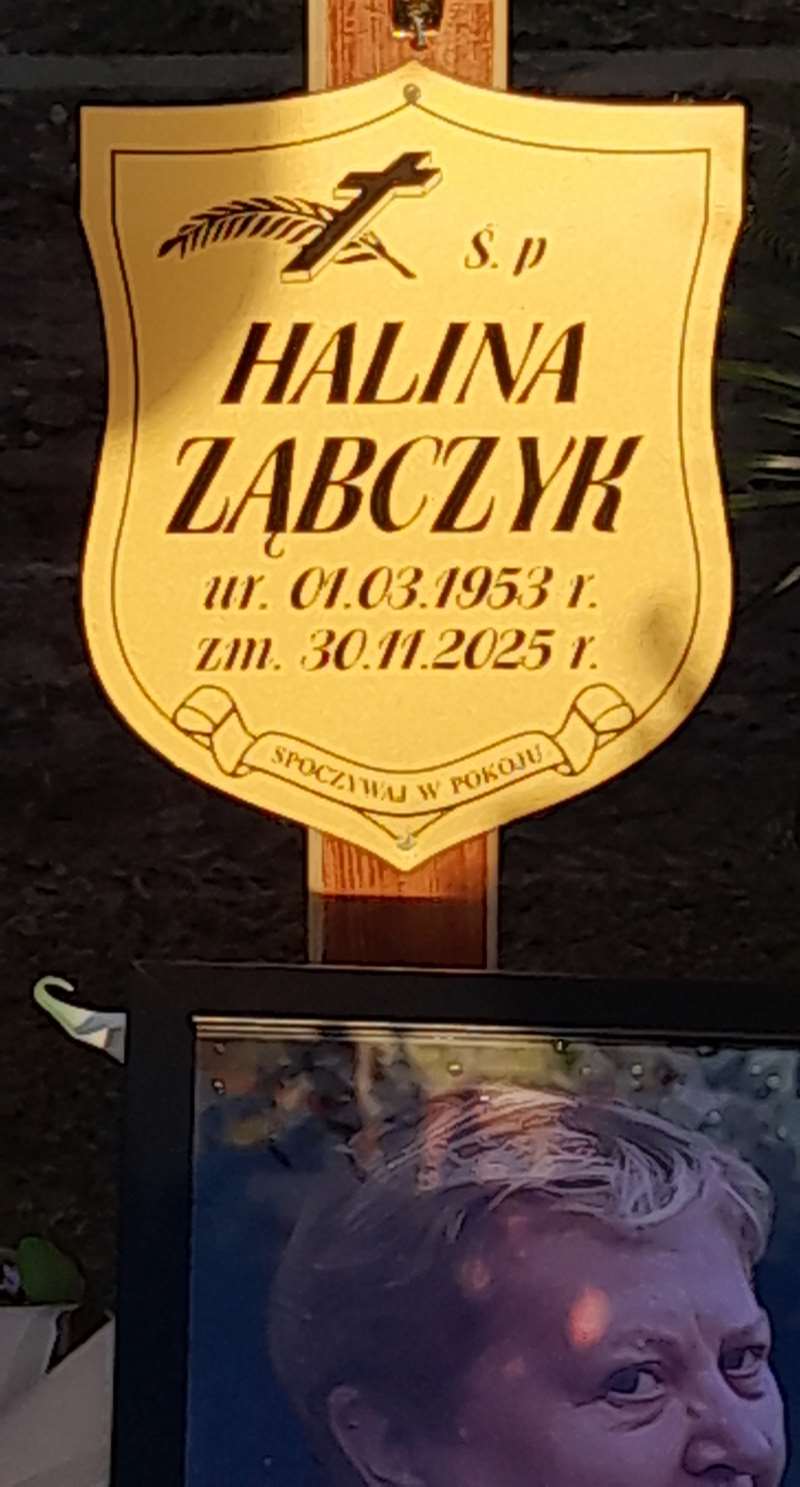 Ś. p
HALINA
ZĄBCZYK
ur. 01.03.1953 r.
zm. 30.11.2025 r.
SPOCZYWAJ W POKOJU